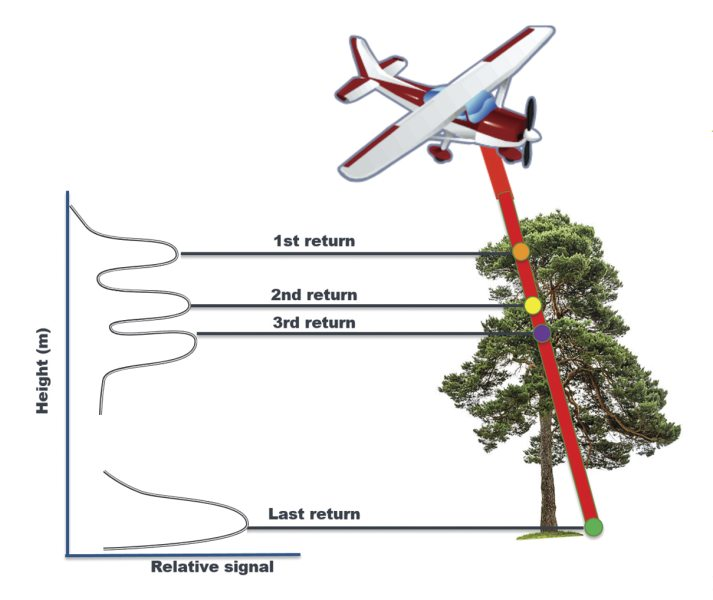 1st return
2nd return
3rd return
Height (m)
Last return
Relative signal